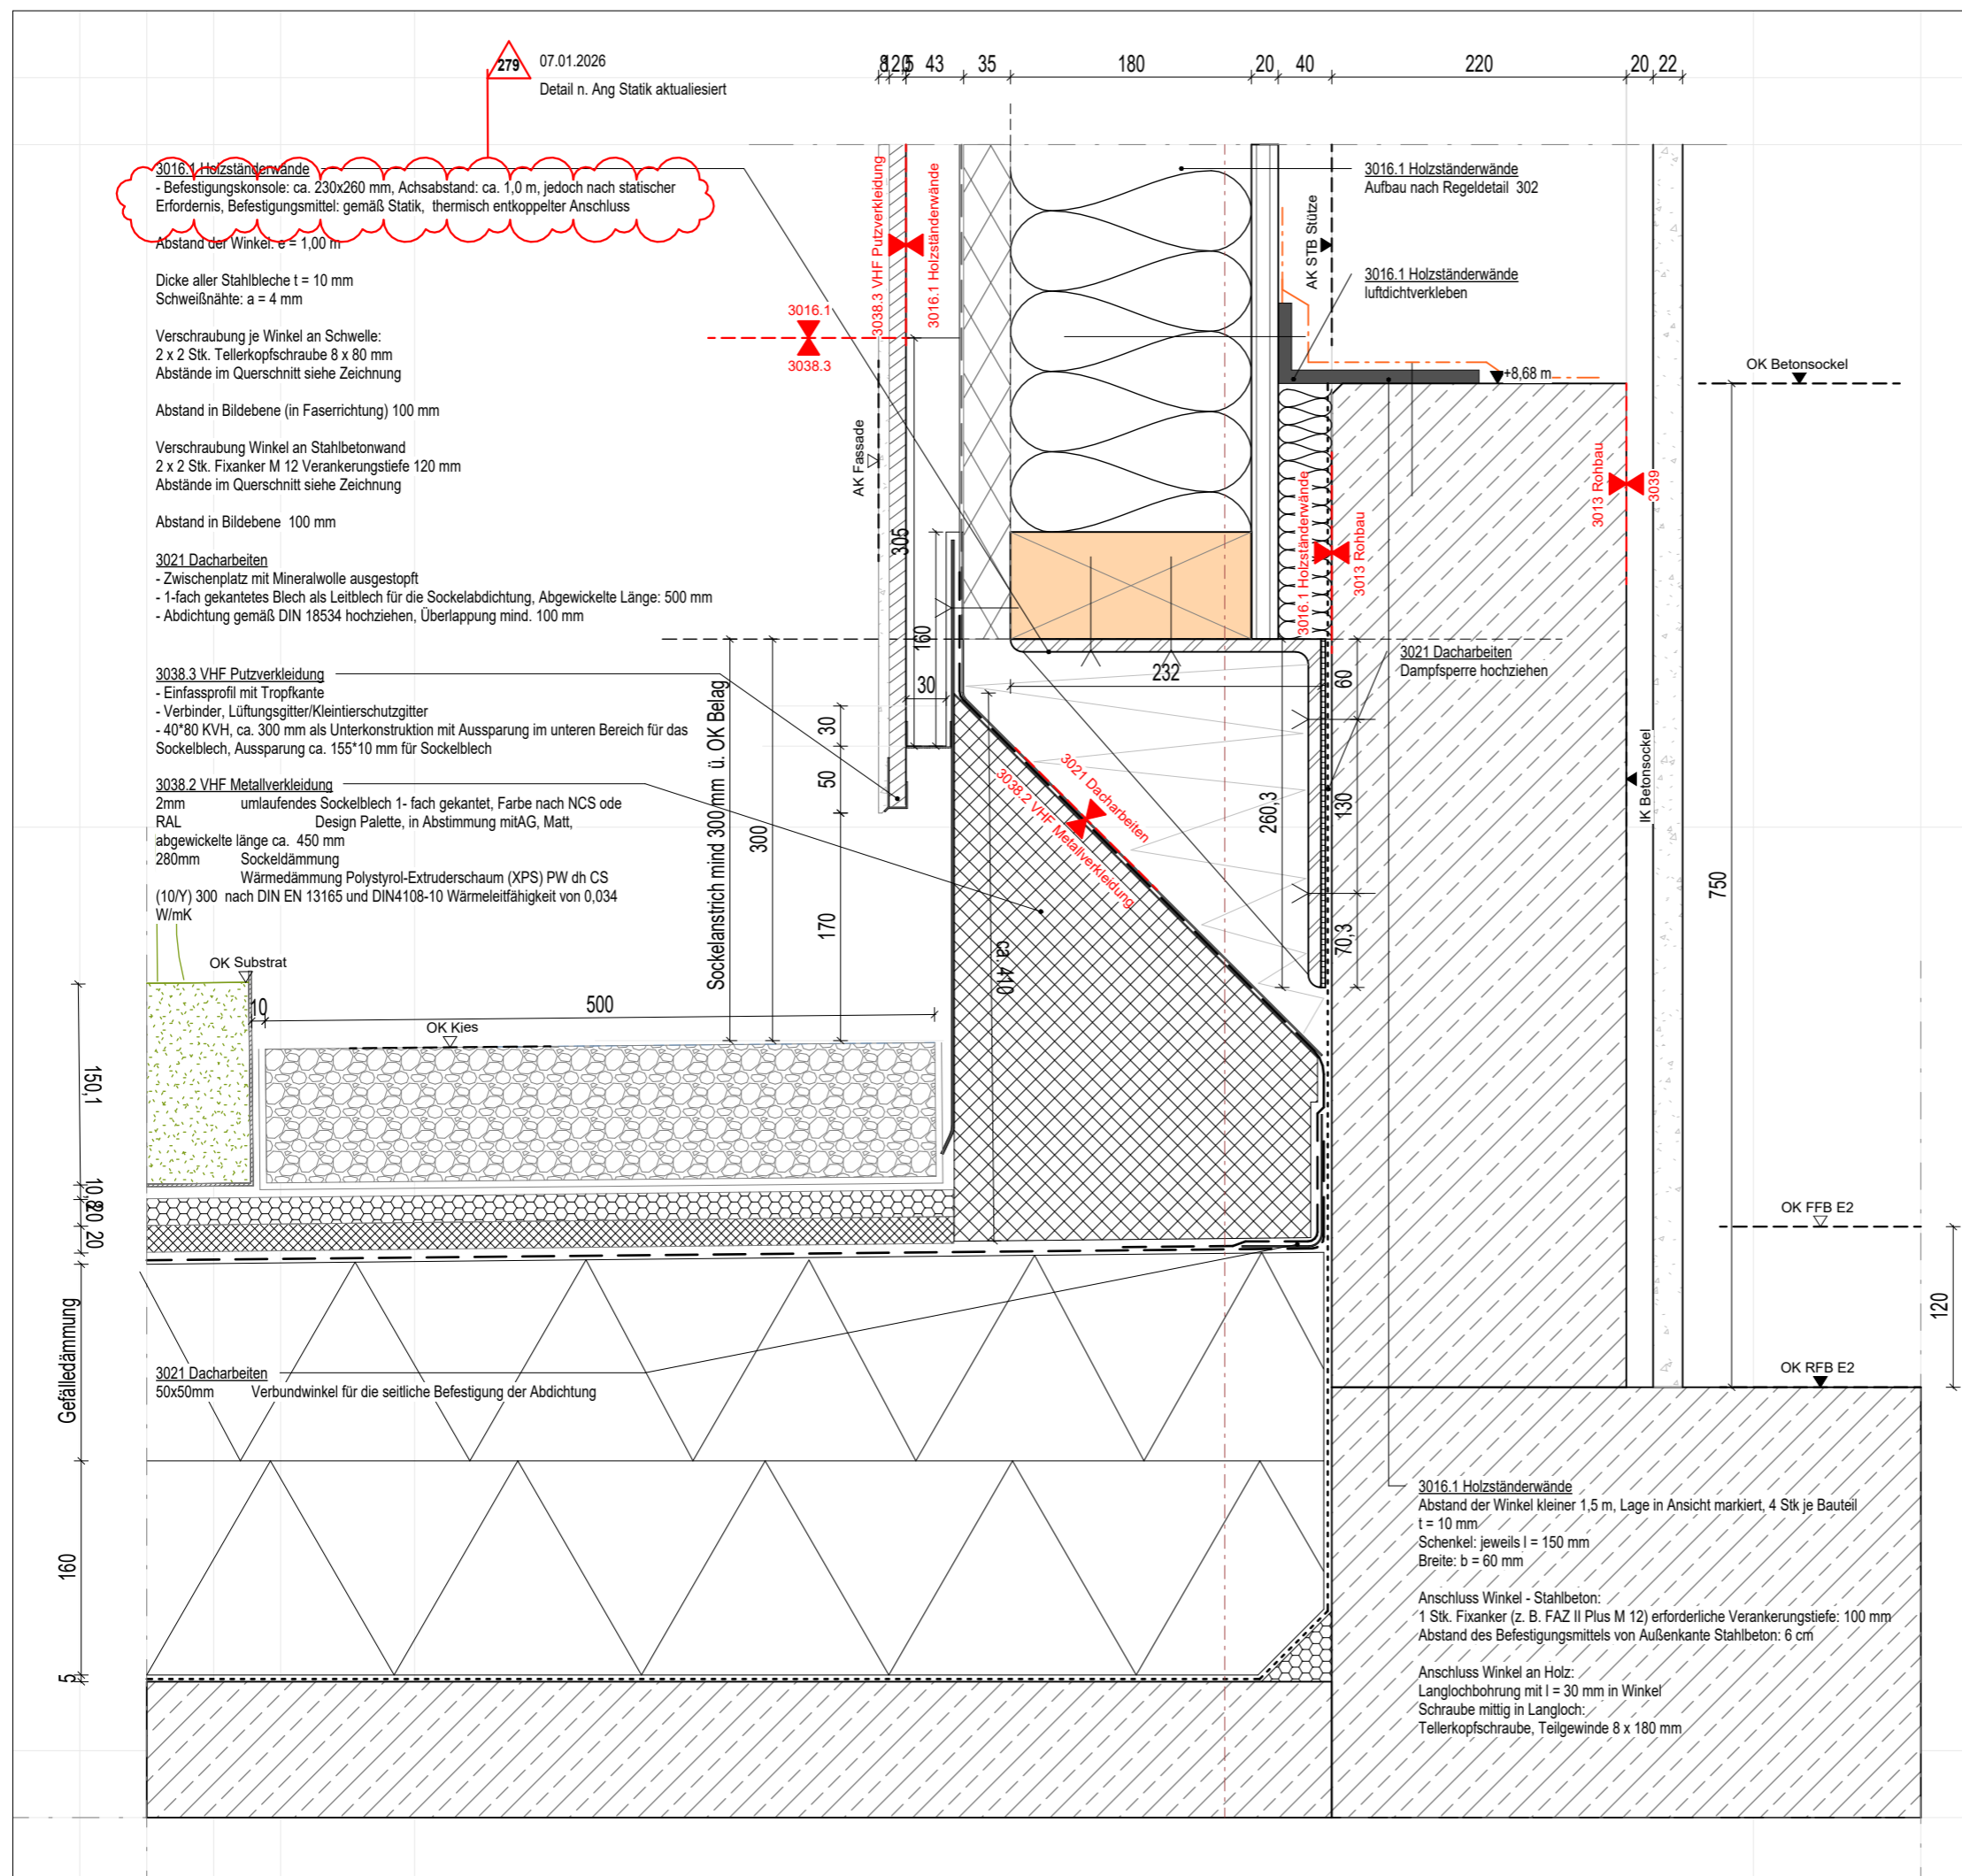 279
07.01.2026
Detail n. Ang Statik aktualiesiert
35
180
20
40
220
20
22
43
3016.1 Holzständerwände
- Befestigungskonsole: ca. 230x260 mm, Achsabstand: ca. 1,0 m, jedoch nach statischer
Erfordernis, Befestigungsmittel: gemäß Statik, thermisch entkoppelter Anschluss
Abstand der Winkel: e = 1,00 m
Dicke aller Stahlbleche t = 10 mm
Schweißnähte: a = 4 mm
Verschraubung je Winkel an Schwelle:
2 x 2 Stk. Tellerkopfschraube 8 x 80 mm
Abstände im Querschnitt siehe Zeichnung
Abstand in Bildebene (in Faserrichtung) 100 mm
Verschraubung Winkel an Stahlbetonwand
2 x 2 Stk. Fixanker M 12 Verankerungstiefe 120 mm
Abstände im Querschnitt siehe Zeichnung
Abstand in Bildebene 100 mm
3021 Dacharbeiten
- Zwischenplatz mit Mineralwolle ausgestopft
- 1-fach gekantetes Blech als Leitblech für die Sockelabdichtung, Abgewickelte Länge: 500 mm
- Abdichtung gemäß DIN 18534 hochziehen, Überlappung mind. 100 mm
3038.3 VHF Putzverkleidung
- Einfassprofil mit Tropfkante
- Verbinder, Lüftungsgitter/Kleintierschutzgitter
- 40*80 KVH, ca. 300 mm als Unterkonstruktion mit Aussparung im unteren Bereich für das
Sockelblech, Aussparung ca. 155*10 mm für Sockelblech
3038.2 VHF Metallverkleidung
2mm umlaufendes Sockelblech 1- fach gekantet, Farbe nach NCS ode
RAL Design Palette, in Abstimmung mitAG, Matt,
abgewickelte länge ca. 450 mm
280mm Sockeldämmung
Wärmedämmung Polystyrol-Extruderschaum (XPS) PW dh CS
(10/Y) 300 nach DIN EN 13165 und DIN4108-10 Wärmeleitfähigkeit von 0,034
W/mK
3038.3 VHF Putzverkleidung
3016.1 Holzständerwände
3016.1
3038.3
AK Fassade
AK STB Stütze
3016.1 Holzständerwände
Aufbau nach Regeldetail 302
3016.1 Holzständerwände
luftdichtverkleben
+8,68 m
OK Betonsockel
3016.1 Holzständerwände
3013 Rohbau
3013 Rohbau
3039
3021 Dacharbeiten
Dampfsperre hochziehen
IK Betonsockel
305
160
30
30
50
170
300
Sockelanstrich mind 300mm ü. OK Belag
232
60
130
260,3
70,3
750
ca. 410
3021 Dacharbeiten
3038.2 VHF Metallverkleidung
OK Substrat
10
500
OK Kies
150,1
20
20
Gefälledämmung
160
5
OK FFB E2
120
OK RFB E2
3021 Dacharbeiten
50x50mm Verbundwinkel für die seitliche Befestigung der Abdichtung
3016.1 Holzständerwände
Abstand der Winkel kleiner 1,5 m, Lage in Ansicht markiert, 4 Stk je Bauteil
t = 10 mm
Schenkel: jeweils l = 150 mm
Breite: b = 60 mm
Anschluss Winkel - Stahlbeton:
1 Stk. Fixanker (z. B. FAZ II Plus M 12) erforderliche Verankerungstiefe: 100 mm
Abstand des Befestigungsmittels von Außenkante Stahlbeton: 6 cm
Anschluss Winkel an Holz:
Langlochbohrung mit l = 30 mm in Winkel
Schraube mittig in Langloch:
Tellerkopfschraube, Teilgewinde 8 x 180 mm